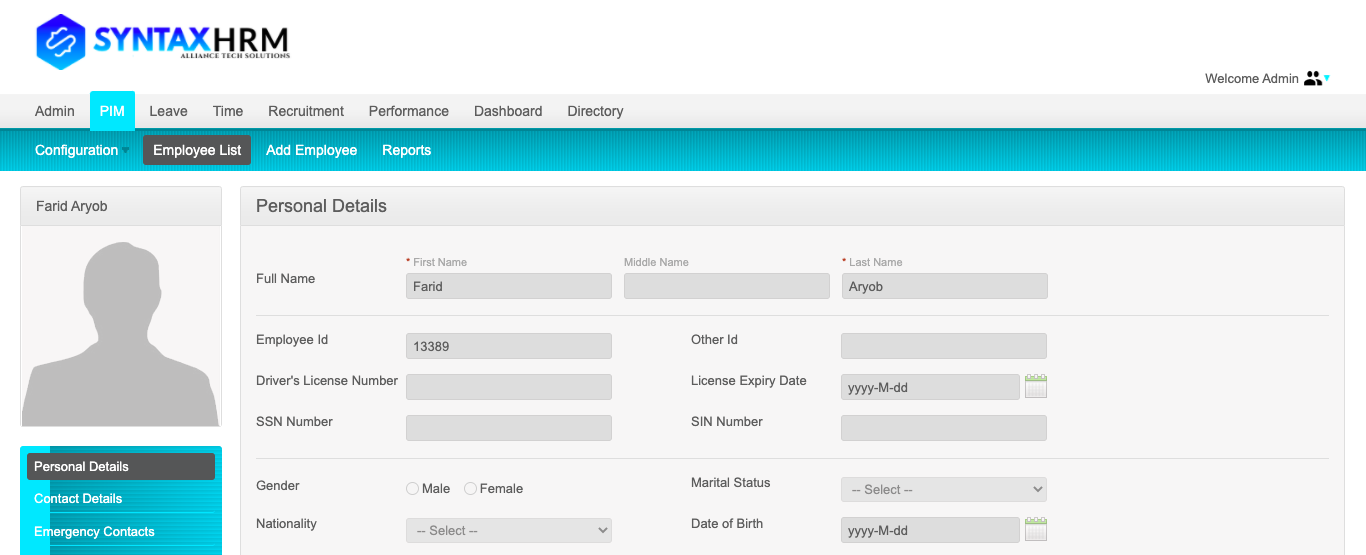 SYNTAXHRM
ALLIANCE TECH SOLUTIONS
Welcome Admin
Admin PIM Leave Time Recruitment Performance Dashboard Directory
Configuration Employee List Add Employee Reports
Farid Aryob
Personal Details
* First Name Middle Name * Last Name
Full Name Farid Aryob
Employee Id 13389 Other Id
Driver's License Number License Expiry Date yyyy-M-dd
SSN Number SIN Number
Gender Male Female Marital Status -- Select --
Nationality -- Select -- Date of Birth yyyy-M-dd
Personal Details
Contact Details
Emergency Contacts